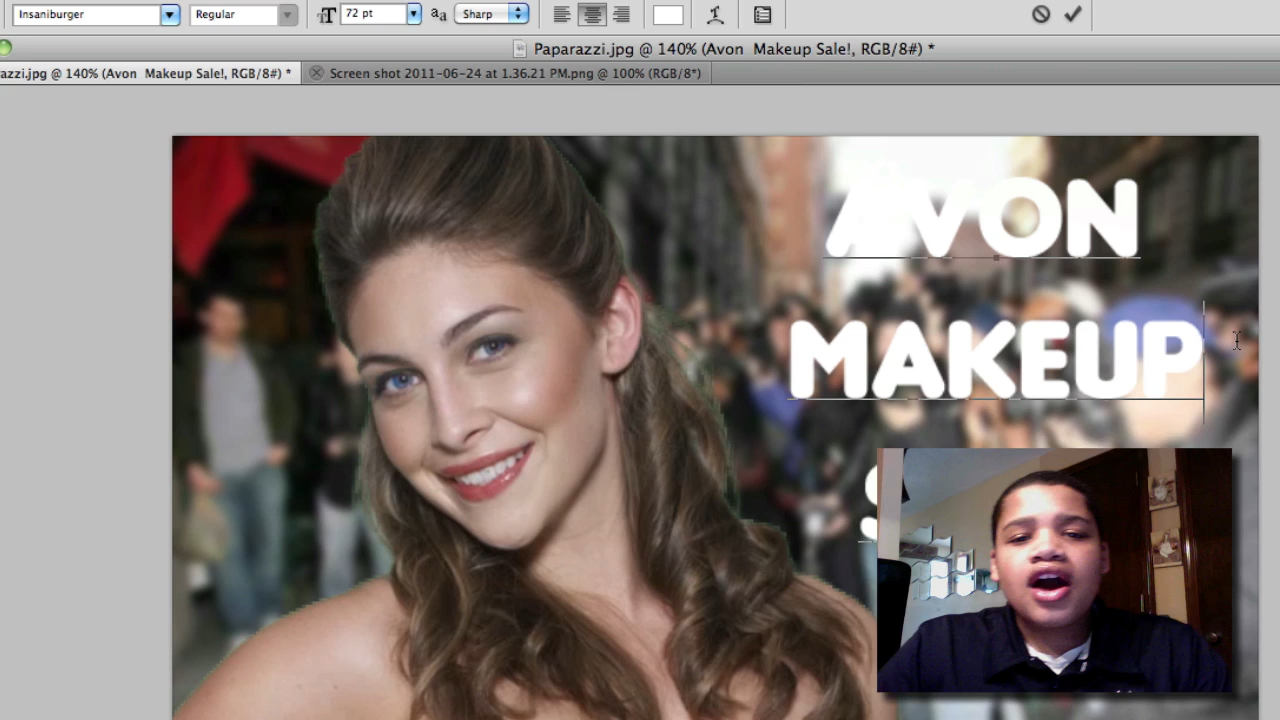 Insaniburger Regular 72 pt aa Sharp
Paparazzi.jpg @ 140% (Avon  Makeup Sale!, RGB/8#) *
azzi.jpg @ 140% (Avon  Makeup Sale!, RGB/8#) * Screen shot 2011-06-24 at 1.36.21 PM.png @ 100% (RGB/8*)
AVON
MAKEUP
S